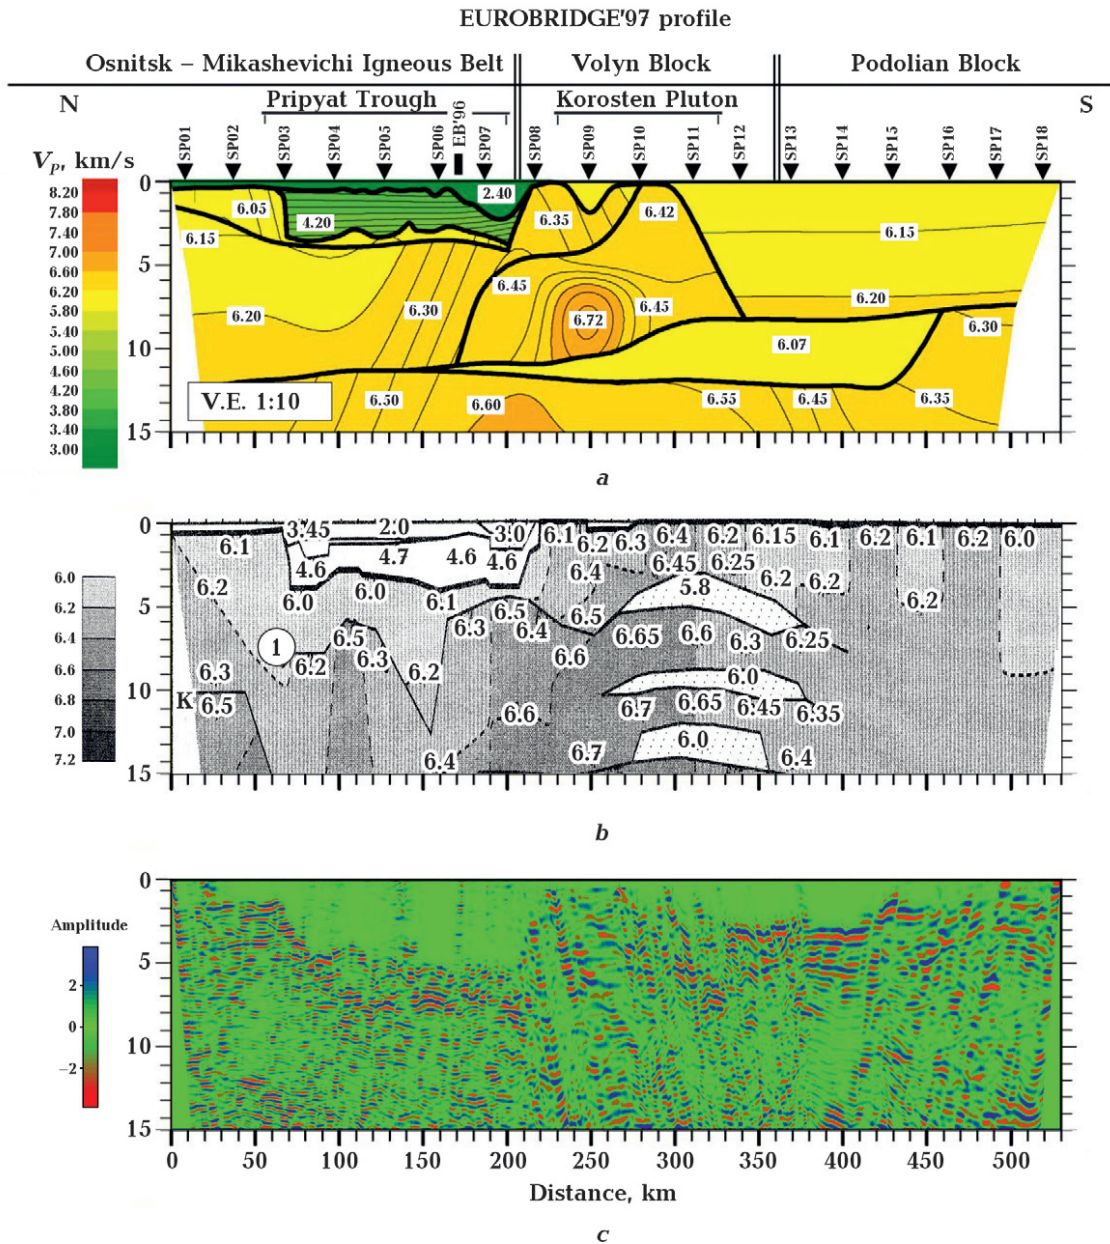 EUROBRIDGE'97 profile
Osnitsk – Mikashevichi Igneous Belt Volyn Block Podolian Block
N Pripyat Trough Korosten Pluton S
SP01 SP02 SP03 SP04 SP05 SP06 EB'96 SP07 SP08 SP09 SP10 SP11 SP12 SP13 SP14 SP15 SP16 SP17 SP18
Vp, km/s
8.20
7.80
7.40
7.00
6.60
6.20
5.80
5.40
5.00
4.60
4.20
3.80
3.40
3.00
0
5
10
15
2.40
6.05 4.20 6.35 6.42
6.15 6.15
6.45 6.45 6.20
6.20 6.30 6.72 6.30
6.07
6.50 6.60 6.55 6.45 6.35
V.E. 1:10
a
6.0
6.2
6.4
6.6
6.8
7.0
7.2
0
5
10
15
3.45 2.0 3.0 6.1 6.2 6.3 6.4 6.2 6.15 6.1 6.2 6.1 6.2 6.0
6.1 4.7 4.6 4.6 6.45 6.25
4.6 6.4 5.8 6.2 6.2
6.2 6.0 6.0 6.1 6.5 6.5 6.2
6.3 6.4 6.65 6.6 6.3 6.25
1 6.5
6.2 6.3 6.2 6.6
6.3 6.0
K 6.5 6.6 6.7 6.65 6.45 6.35
6.4 6.7 6.0 6.4
b
Amplitude
2
0
−2
0
5
10
15
0 50 100 150 200 250 300 350 400 450 500
Distance, km
c